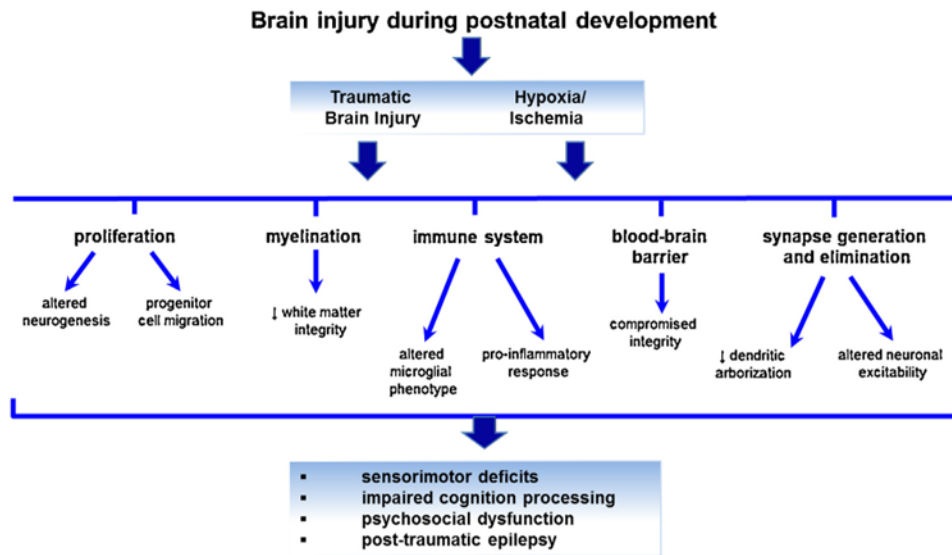 Brain injury during postnatal development
Traumatic
Brain Injury
Hypoxia/
Ischemia
proliferation
altered
neurogenesis
progenitor
cell migration
myelination
↓ white matter
integrity
immune system
altered
microglial
phenotype
pro-inflammatory
response
blood-brain
barrier
compromised
integrity
synapse generation
and elimination
↓ dendritic
arborization
altered neuronal
excitability
▪ sensorimotor deficits
▪ impaired cognition processing
▪ psychosocial dysfunction
▪ post-traumatic epilepsy